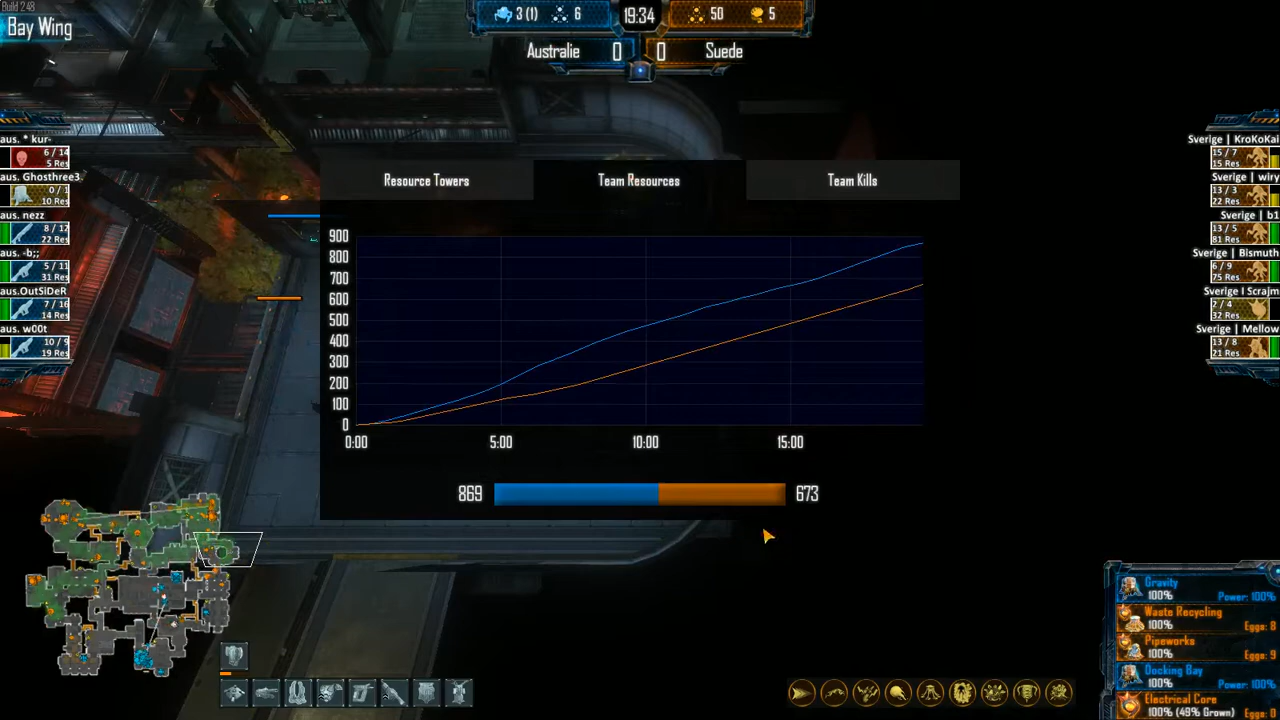 Build 248
Bay Wing
3 (1) 6 19:34 50 5
Australie 0 0 Suede
Resource Towers Team Resources Team Kills
900
800
700
600
500
400
300
200
100
0
0:00 5:00 10:00 15:00
869 673
aus. * kur-
6 / 14
5 Res
aus. Ghosthree3
0 / 1
10 Res
aus. nezz
8 / 17
22 Res
aus. -b;;
5 / 11
31 Res
aus.OutSiDeR
7 / 16
14 Res
aus. w00t
10 / 9
19 Res
Sverige | KroKoKai
15 / 7
Sverige | wiry
13 / 3
22 Res
Sverige | b1
13 / 5
81 Res
Sverige | Bismuth
6 / 9
75 Res
Sverige | Scrajm
2 / 4
32 Res
Sverige | Mellow
13 / 8
21 Res
Gravity
100% Power: 100%
Waste Recycling
100% Eggs: 8
Pipeworks
100% Eggs: 9
Docking Bay
100% Power: 100%
Electrical Core
100% (49% Grown) Eggs: 0